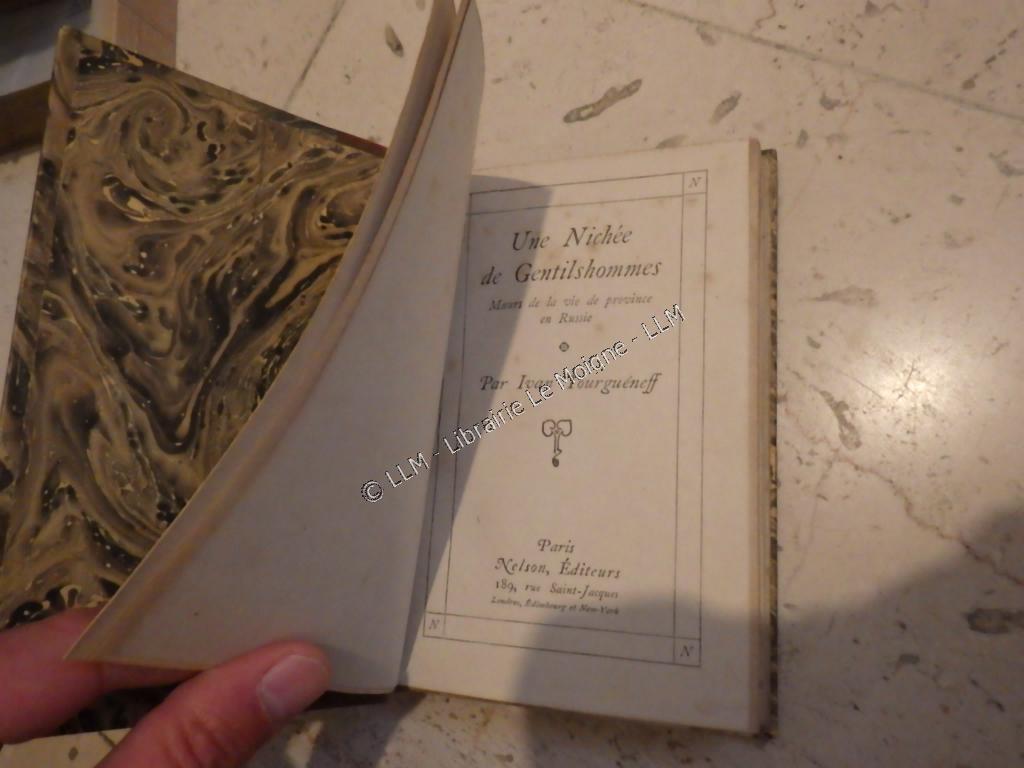 N
Une Nichée
de Gentilshommes
Mœurs de la vie de province
en Russie
Par Ivan Tourguéneff
© LLM - Librairie Le Moigne - LLM
Paris
Nelson, Éditeurs
189, rue Saint-Jacques
Londres, Édimbourg et New-York
N
N